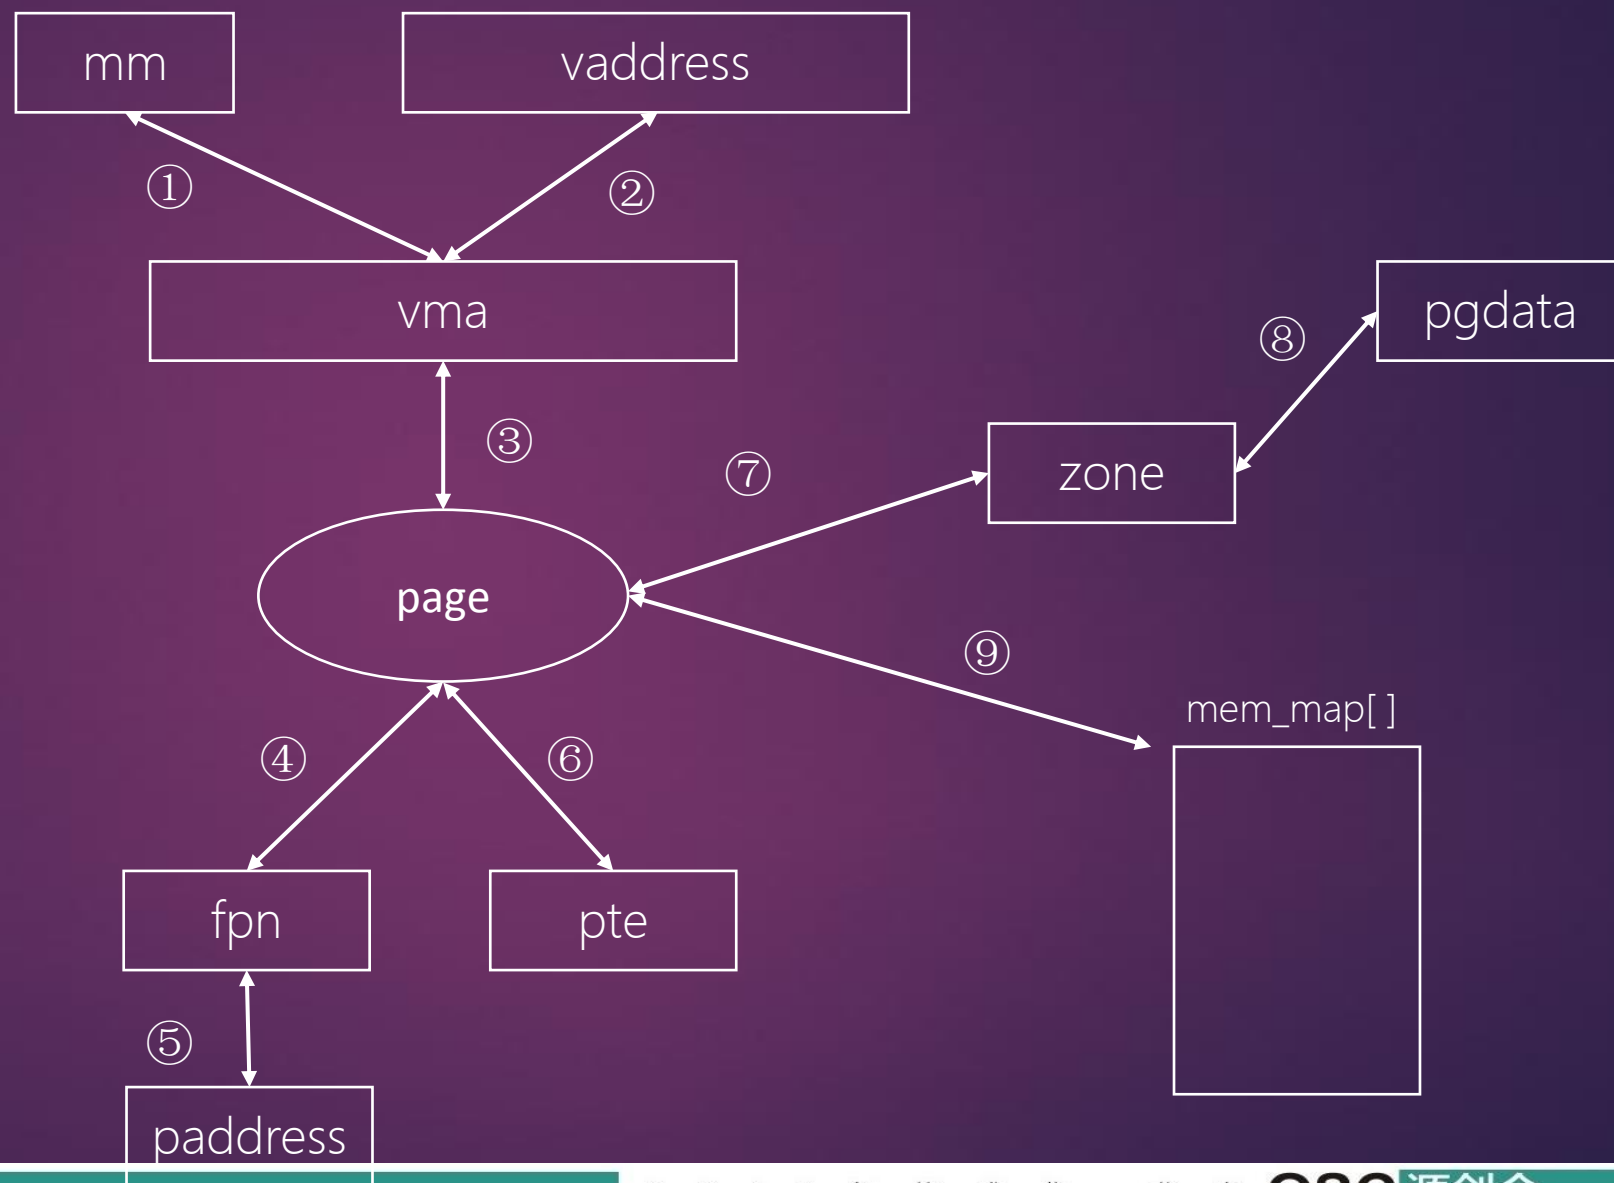 mm
vaddress
①
②
vma
pgdata
⑧
③
⑦
zone
page
⑨
mem_map[ ]
④
⑥
fpn
pte
⑤
paddress